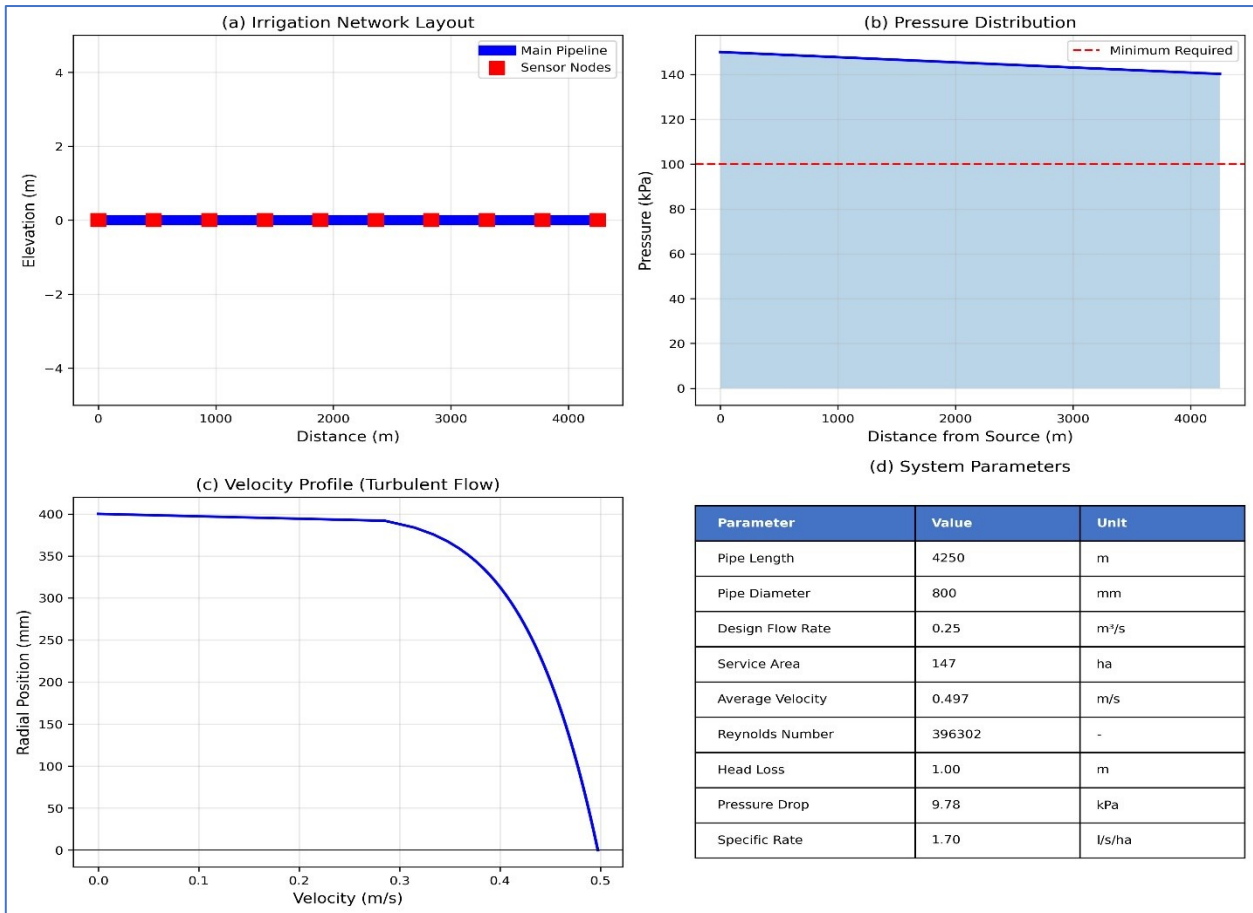 (a) Irrigation Network Layout
Main Pipeline
Sensor Nodes
4
2
0
−2
−4
Elevation (m)
0 1000 2000 3000 4000
Distance (m)
(b) Pressure Distribution
Minimum Required
140
120
100
80
60
40
20
0
Pressure (kPa)
0 1000 2000 3000 4000
Distance from Source (m)
(c) Velocity Profile (Turbulent Flow)
400
350
300
250
200
150
100
50
0
Radial Position (mm)
0.0 0.1 0.2 0.3 0.4 0.5
Velocity (m/s)
(d) System Parameters
Parameter Value Unit
Pipe Length 4250 m
Pipe Diameter 800 mm
Design Flow Rate 0.25 m³/s
Service Area 147 ha
Average Velocity 0.497 m/s
Reynolds Number 396302 -
Head Loss 1.00 m
Pressure Drop 9.78 kPa
Specific Rate 1.70 l/s/ha